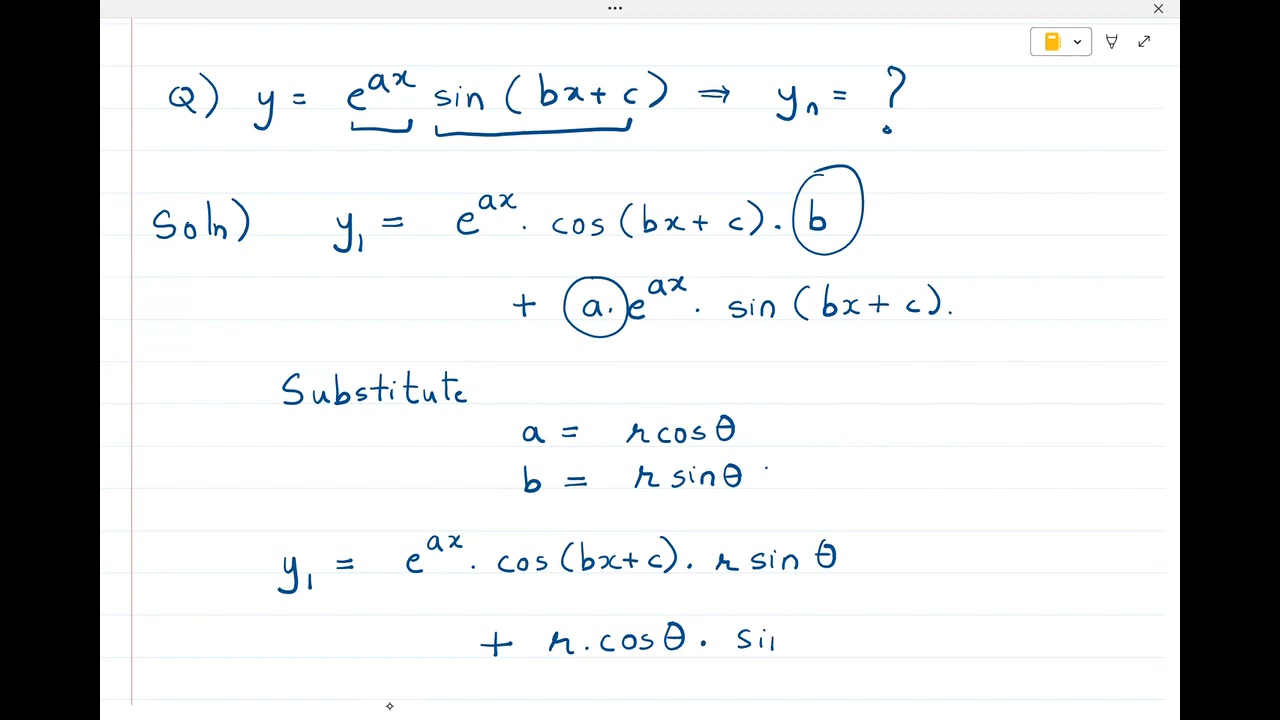 Q) y = e^{ax} sin (bx + c) ⇒ y_n = ?
Soln) y_1 = e^{ax} . cos (bx + c) . b
+ a. e^{ax} . sin (bx + c) .
Substitute
a = r cos θ
b = r sin θ
y_1 = e^{ax} . cos (bx + c) . r sin θ
+ r . cos θ .